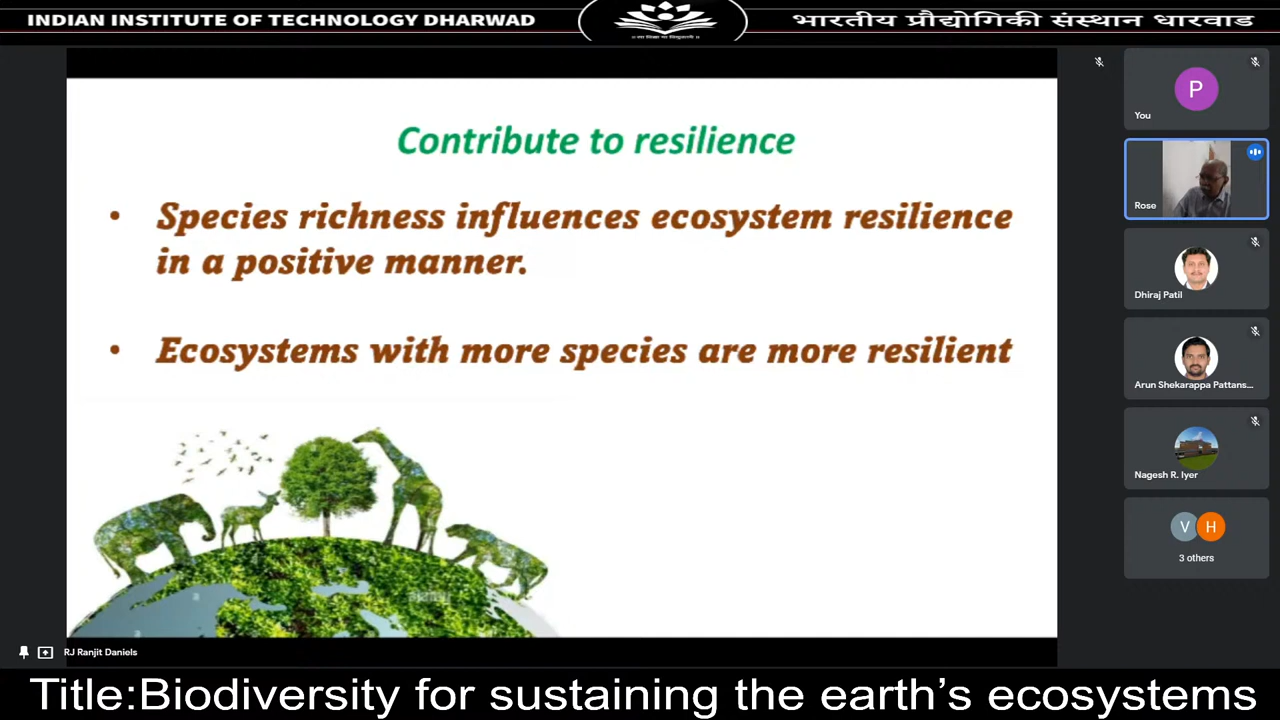 INDIAN INSTITUTE OF TECHNOLOGY DHARWAD
भारतीय प्रौद्योगिकी संस्थान धारवाड
Contribute to resilience
• Species richness influences ecosystem resilience
in a positive manner.
• Ecosystems with more species are more resilient
RJ Ranjit Daniels
P
You
Rose
Dhiraj Patil
Arun Shekarappa Pattans...
Nagesh R. Iyer
V H
3 others
Title:Biodiversity for sustaining the earth's ecosystems